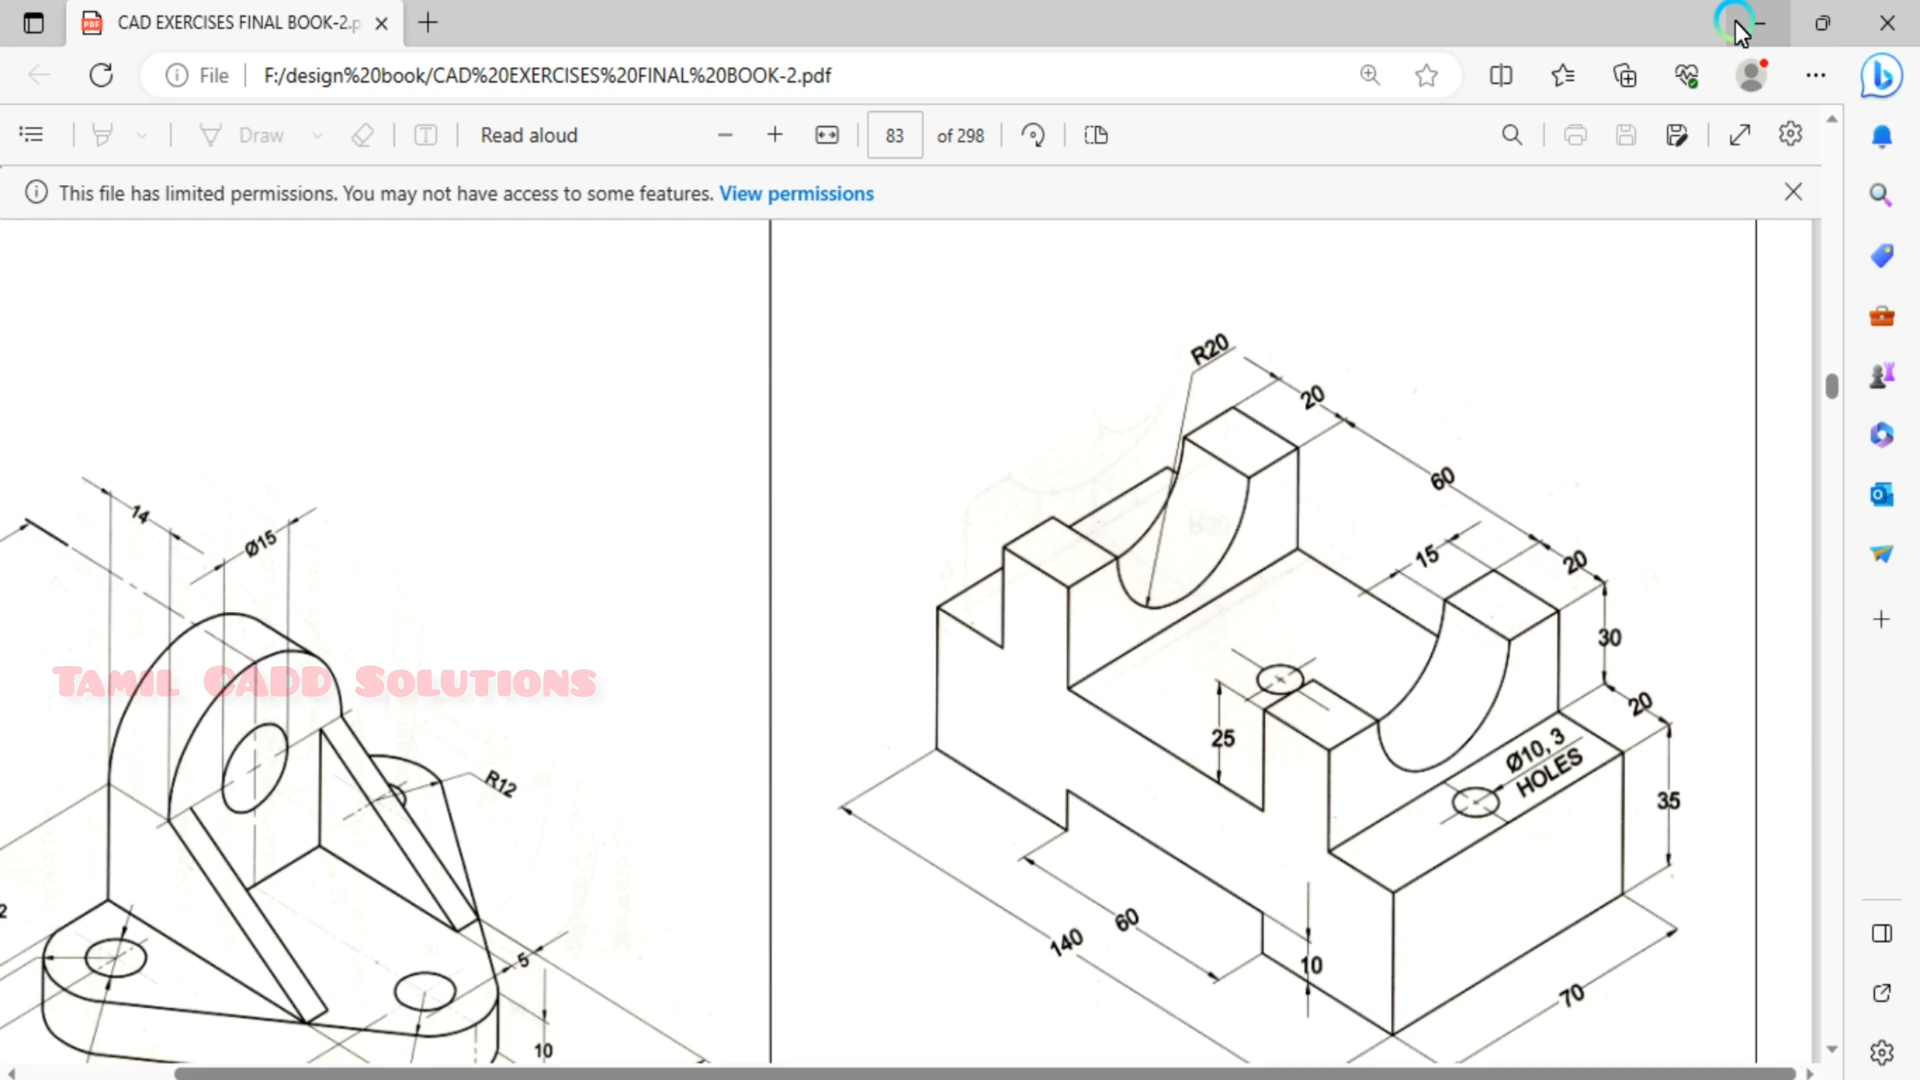 CAD EXERCISES FINAL BOOK-2.p
File
F:/design%20book/CAD%20EXERCISES%20FINAL%20BOOK-2.pdf
Draw
Read aloud
83
of 298
This file has limited permissions. You may not have access to some features. View permissions
R20
20
60
14
Ø15
15
20
30
Tamil CADD Solutions
20
25
Ø10, 3
HOLES
R12
35
2
60
140
5
10
70
10